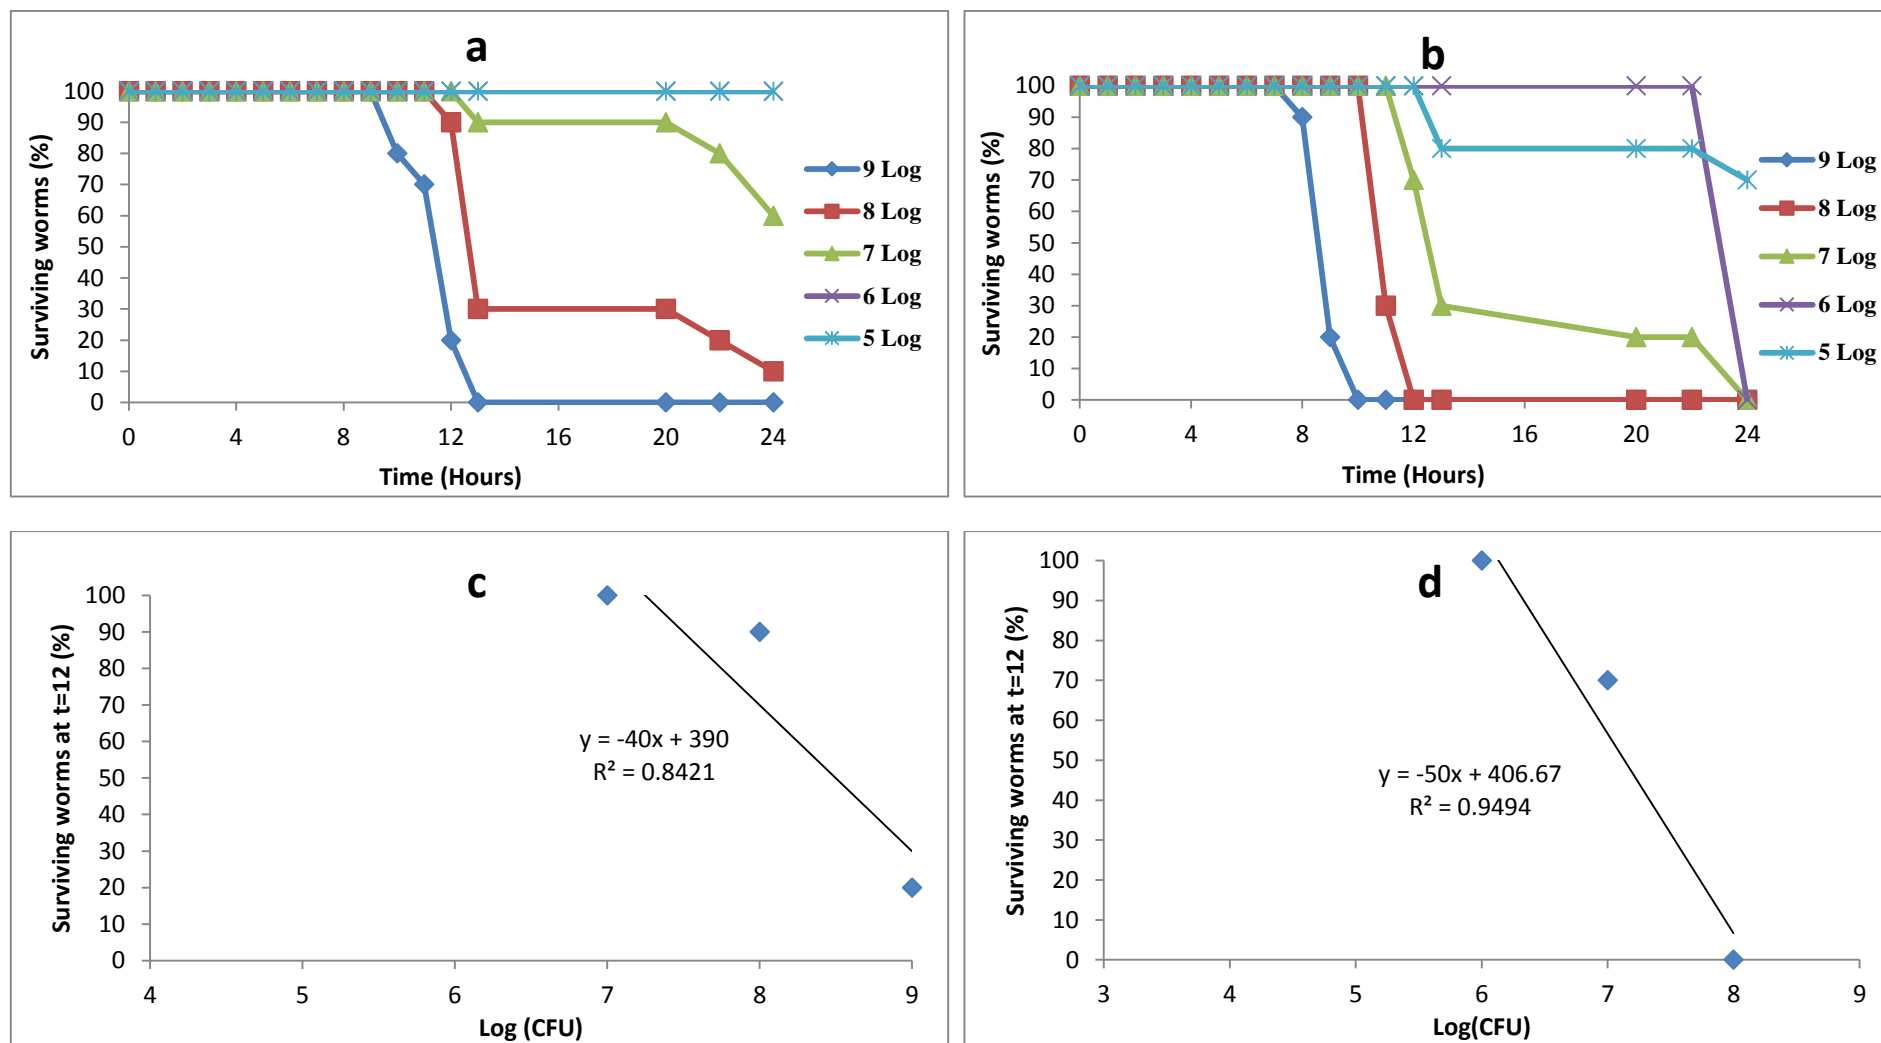 a
100
90
80
70
60
50
40
30
20
10
0
0 4 8 12 16 20 24
Surviving worms (%)
Time (Hours)
9 Log
8 Log
7 Log
6 Log
5 Log
b
100
90
80
70
60
50
40
30
20
10
0
0 4 8 12 16 20 24
Surviving worms (%)
Time (Hours)
9 Log
8 Log
7 Log
6 Log
5 Log
c
100
90
80
70
60
50
40
30
20
10
0
4 5 6 7 8 9
Surviving worms at t=12 (%)
Log (CFU)
y = -40x + 390
R² = 0.8421
d
100
90
80
70
60
50
40
30
20
10
0
3 4 5 6 7 8 9
Surviving worms at t=12 (%)
Log(CFU)
y = -50x + 406.67
R² = 0.9494